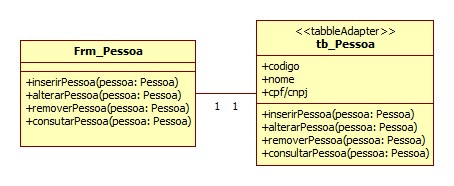 Frm_Pessoa
+inserirPessoa(pessoa: Pessoa)
+alterarPessoa(pessoa: Pessoa)
+removerPessoa(pessoa: Pessoa)
+consutarPessoa(pessoa: Pessoa)
1 1
<<tabbleAdapter>>
tb_Pessoa
+codigo
+nome
+cpf/cnpj
+inserirPessoa(pessoa: Pessoa)
+alterarPessoa(pessoa: Pessoa)
+removerPessoa(pessoa: Pessoa)
+consultarPessoa(pessoa: Pessoa)